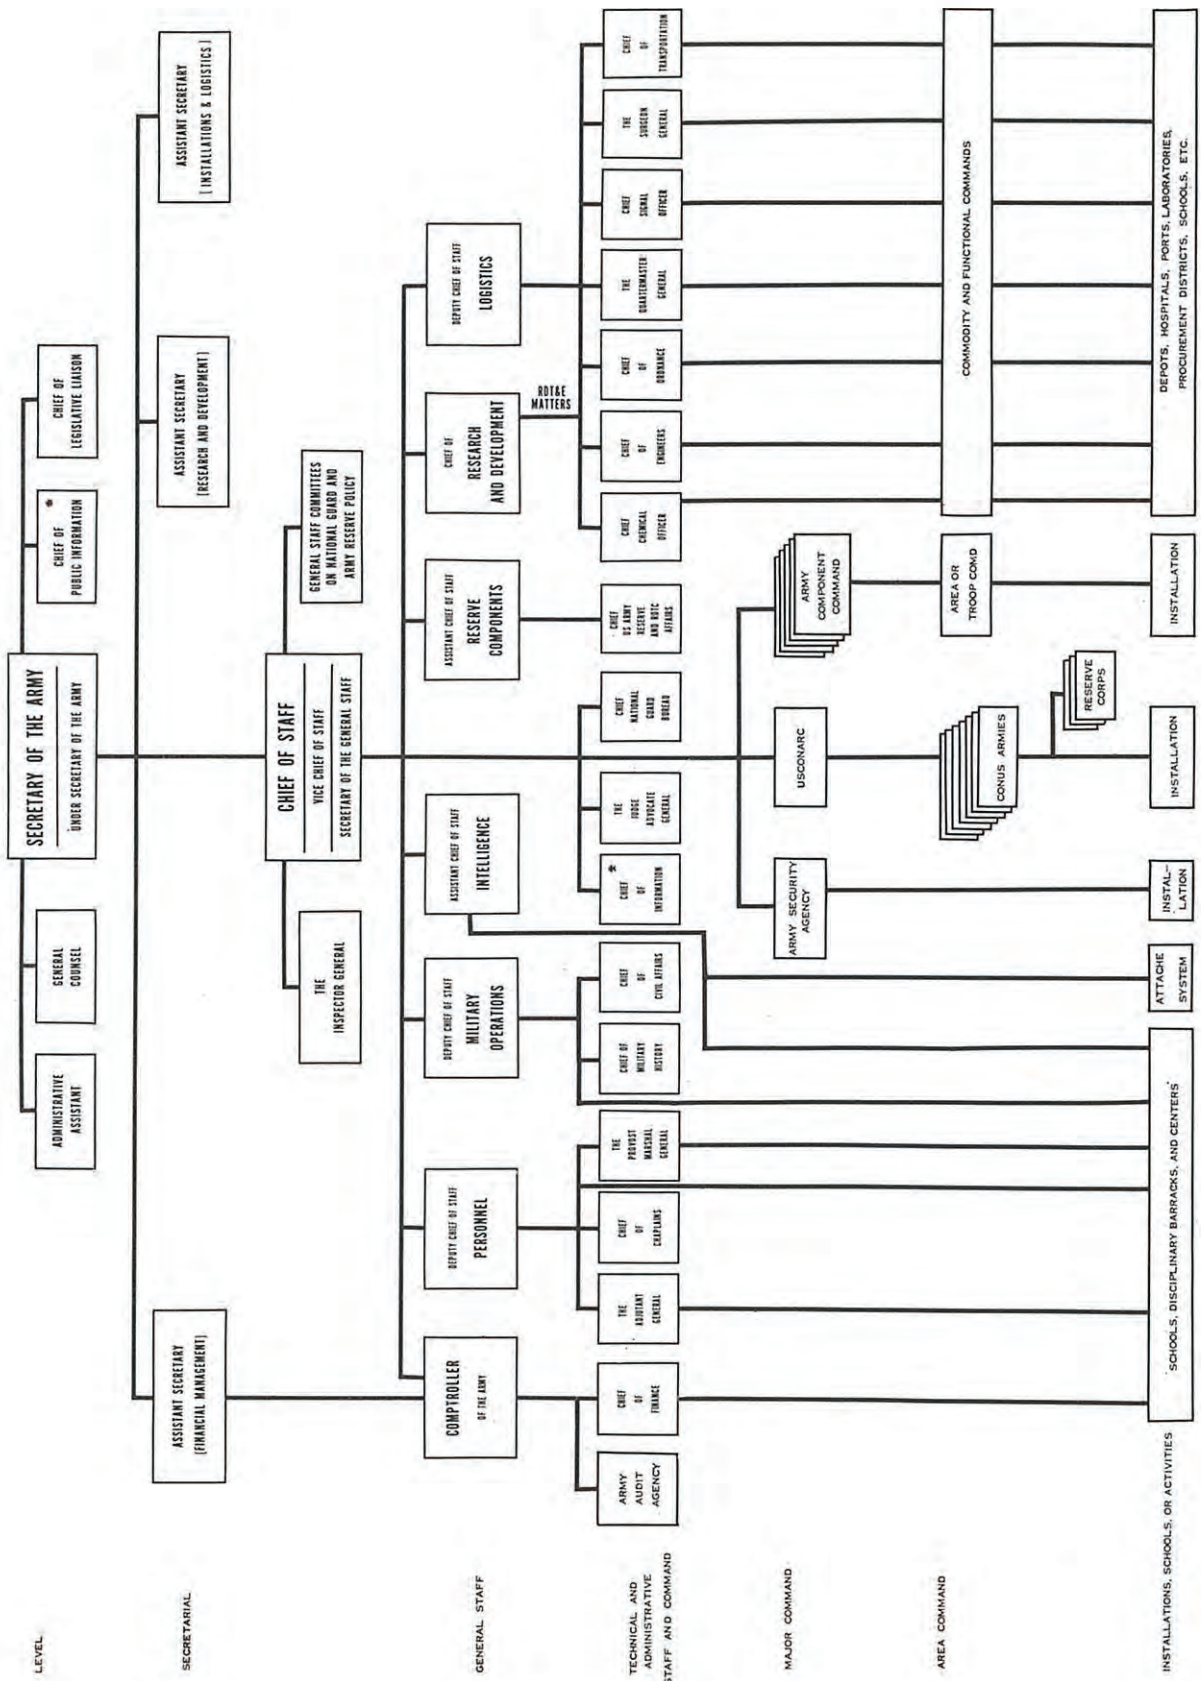 LEVEL
SECRETARY OF THE ARMY
UNDER SECRETARY OF THE ARMY
ADMINISTRATIVE
ASSISTANT
GENERAL
COUNSEL
CHIEF OF *
PUBLIC INFORMATION
CHIEF OF
LEGISLATIVE LIAISON
SECRETARIAL
ASSISTANT SECRETARY
[FINANCIAL MANAGEMENT]
ASSISTANT SECRETARY
[RESEARCH AND DEVELOPMENT]
ASSISTANT SECRETARY
[INSTALLATIONS & LOGISTICS]
CHIEF OF STAFF
VICE CHIEF OF STAFF
SECRETARY OF THE GENERAL STAFF
THE
INSPECTOR GENERAL
GENERAL STAFF COMMITTEES
ON NATIONAL GUARD AND
ARMY RESERVE POLICY
GENERAL STAFF
COMPTROLLER
OF THE ARMY
DEPUTY CHIEF OF STAFF
PERSONNEL
DEPUTY CHIEF OF STAFF
MILITARY
OPERATIONS
ASSISTANT CHIEF OF STAFF
INTELLIGENCE
ASSISTANT CHIEF OF STAFF
RESERVE
COMPONENTS
CHIEF OF
RESEARCH
AND DEVELOPMENT
DEPUTY CHIEF OF STAFF
LOGISTICS
RDT&E
MATTERS
TECHNICAL AND
ADMINISTRATIVE
STAFF AND COMMAND
ARMY
AUDIT
AGENCY
CHIEF
OF
FINANCE
THE
ADJUTANT
GENERAL
CHIEF
OF
CHAPLAINS
THE
PROVOST
MARSHAL
GENERAL
CHIEF OF
MILITARY
HISTORY
CHIEF
OF
CIVIL AFFAIRS
CHIEF *
OF
INFORMATION
THE
JUDGE
ADVOCATE
GENERAL
CHIEF
NATIONAL
GUARD
BUREAU
CHIEF
US ARMY
RESERVE
AND ROTC
AFFAIRS
CHIEF
CHEMICAL
OFFICER
CHIEF
OF
ENGINEERS
CHIEF
OF
ORDNANCE
THE
QUARTERMASTER
GENERAL
CHIEF
SIGNAL
OFFICER
THE
SURGEON
GENERAL
CHIEF
OF
TRANSPORTATION
MAJOR COMMAND
ARMY SECURITY
AGENCY
USCONARC
ARMY
COMPONENT
COMMAND
AREA COMMAND
CONUS ARMIES
AREA OR
TROOP COMD
COMMODITY AND FUNCTIONAL COMMANDS
RESERVE
CORPS
INSTALLATIONS, SCHOOLS, OR ACTIVITIES
SCHOOLS, DISCIPLINARY BARRACKS, AND CENTERS
ATTACHE
SYSTEM
INSTAL-
LATION
INSTALLATION
INSTALLATION
DEPOTS, HOSPITALS, PORTS, LABORATORIES,
PROCUREMENT DISTRICTS, SCHOOLS, ETC.